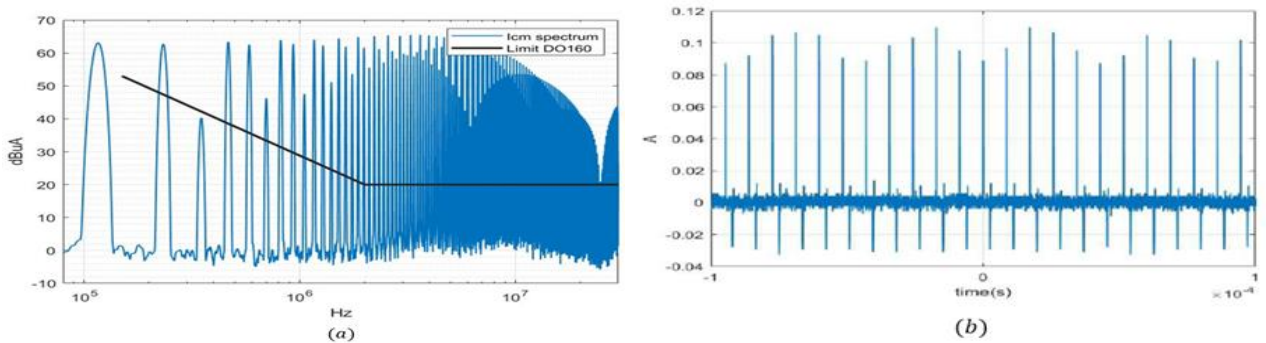 70
60
50
40
30
20
10
0
-10
dBuA
Icm spectrum
Limit DO160
10^5 10^6 10^7
Hz
(a)
0.12
0.1
0.08
0.06
0.04
0.02
0
-0.02
-0.04
A
-1 0 1
time(s) ×10^-4
(b)